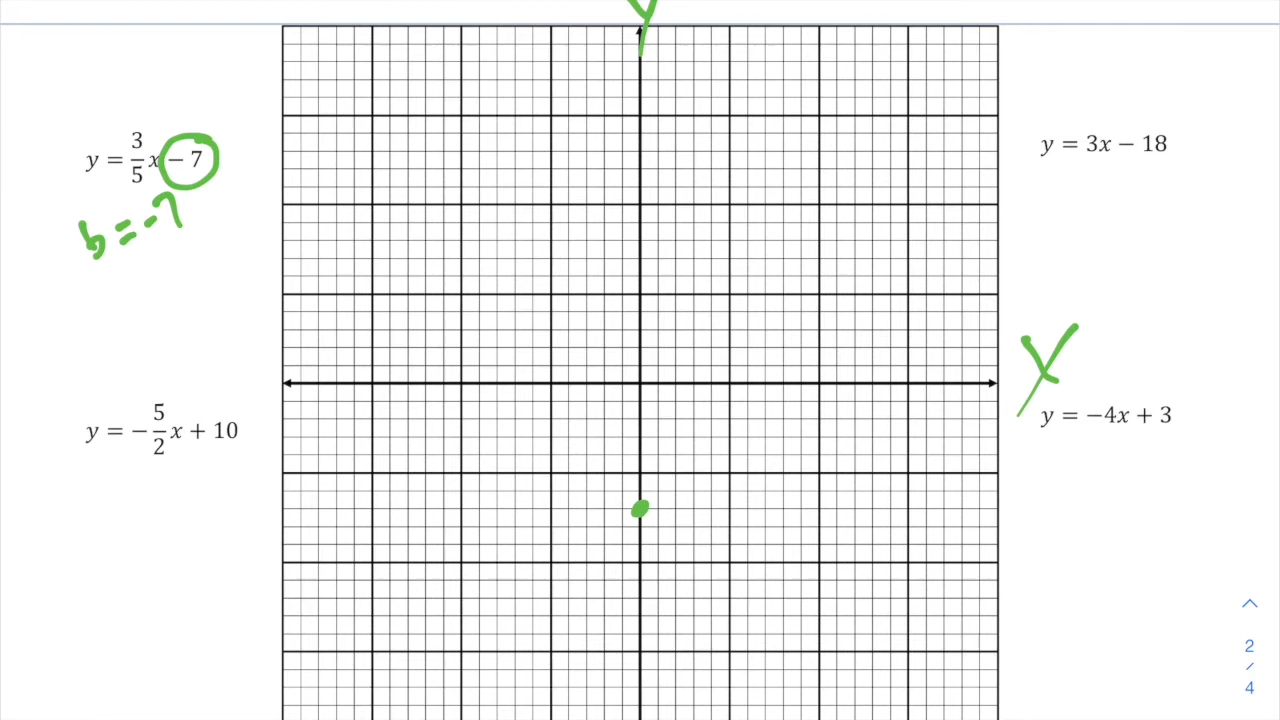 y
y = 3/5 x − 7
b = -7
y = −5/2 x + 10
y = 3x − 18
x
y = −4x + 3
2
/
4